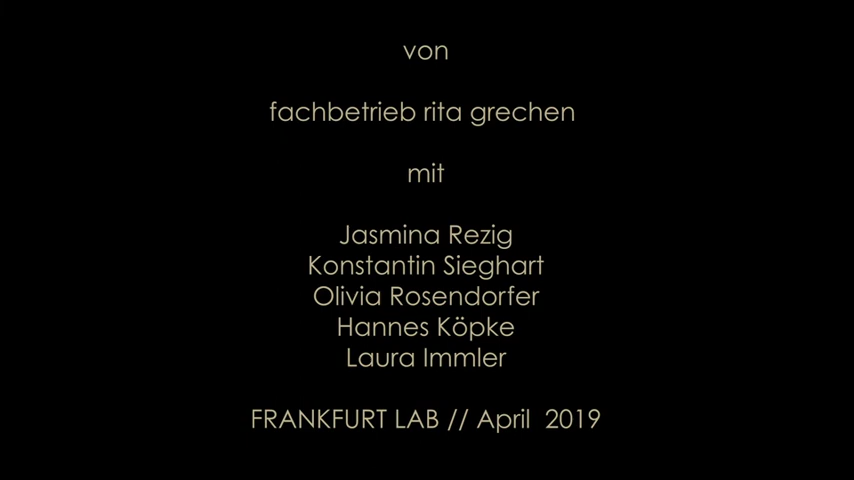 von
fachbetrieb rita grechen
mit
Jasmina Rezig
Konstantin Sieghart
Olivia Rosendorfer
Hannes Köpke
Laura Immler
FRANKFURT LAB // April 2019